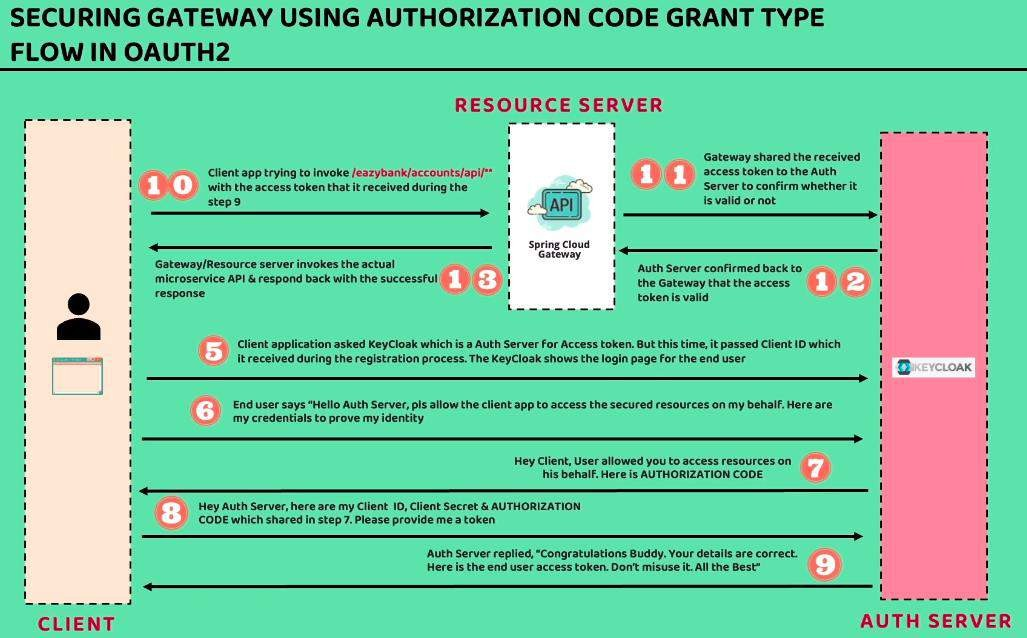 SECURING GATEWAY USING AUTHORIZATION CODE GRANT TYPE
FLOW IN OAUTH2
RESOURCE SERVER
10
Client app trying to invoke /eazybank/accounts/api/**
with the access token that it received during the
step 9
API
Spring Cloud
Gateway
11
Gateway shared the received
access token to the Auth
Server to confirm whether it
is valid or not
Gateway/Resource server invokes the actual
microservice API & respond back with the successful
response
13
Auth Server confirmed back to
the Gateway that the access
token is valid
12
5
Client application asked KeyCloak which is a Auth Server for Access token. But this time, it passed Client ID which
it received during the registration process. The KeyCloak shows the login page for the end user
KEYCLOAK
6
End user says "Hello Auth Server, pls allow the client app to access the secured resources on my behalf. Here are
my credentials to prove my identity
Hey Client, User allowed you to access resources on
his behalf. Here is AUTHORIZATION CODE
7
8
Hey Auth Server, here are my Client ID, Client Secret & AUTHORIZATION
CODE which shared in step 7. Please provide me a token
Auth Server replied, "Congratulations Buddy. Your details are correct.
Here is the end user access token. Don't misuse it. All the Best"
9
CLIENT
AUTH SERVER